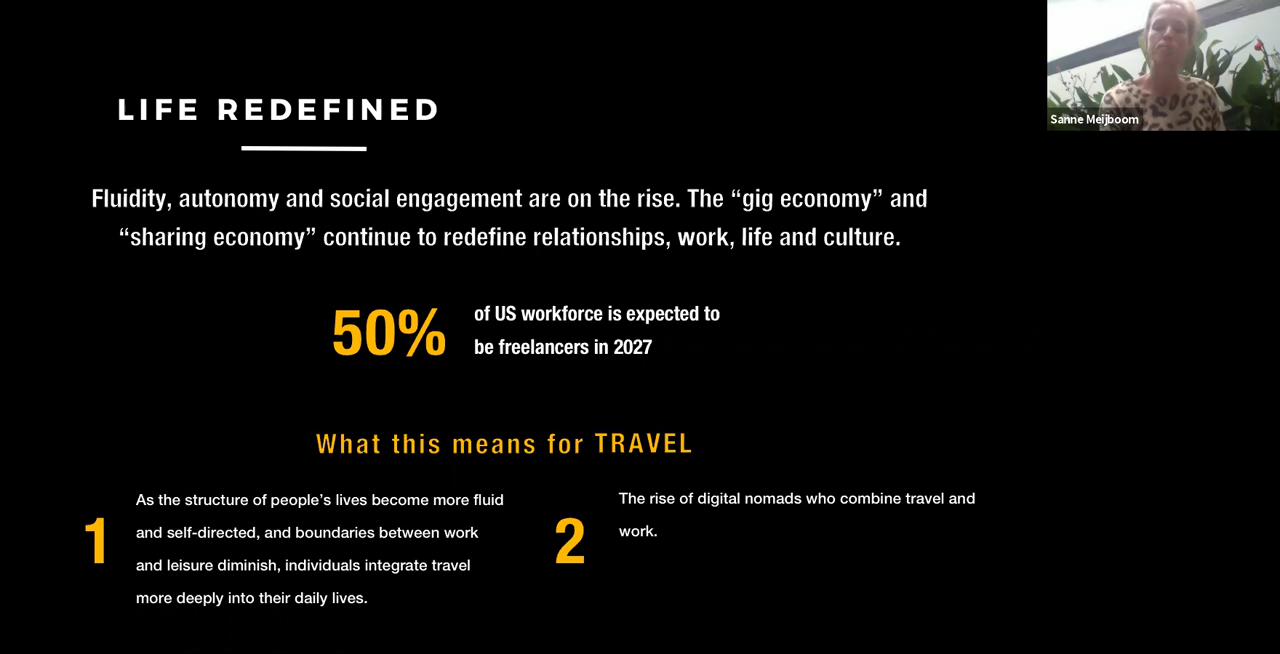 LIFE REDEFINED
Fluidity, autonomy and social engagement are on the rise. The “gig economy” and
“sharing economy” continue to redefine relationships, work, life and culture.
50%
of US workforce is expected to
be freelancers in 2027
What this means for TRAVEL
1
As the structure of people’s lives become more fluid
and self-directed, and boundaries between work
and leisure diminish, individuals integrate travel
more deeply into their daily lives.
2
The rise of digital nomads who combine travel and
work.
Sanne Meijboom